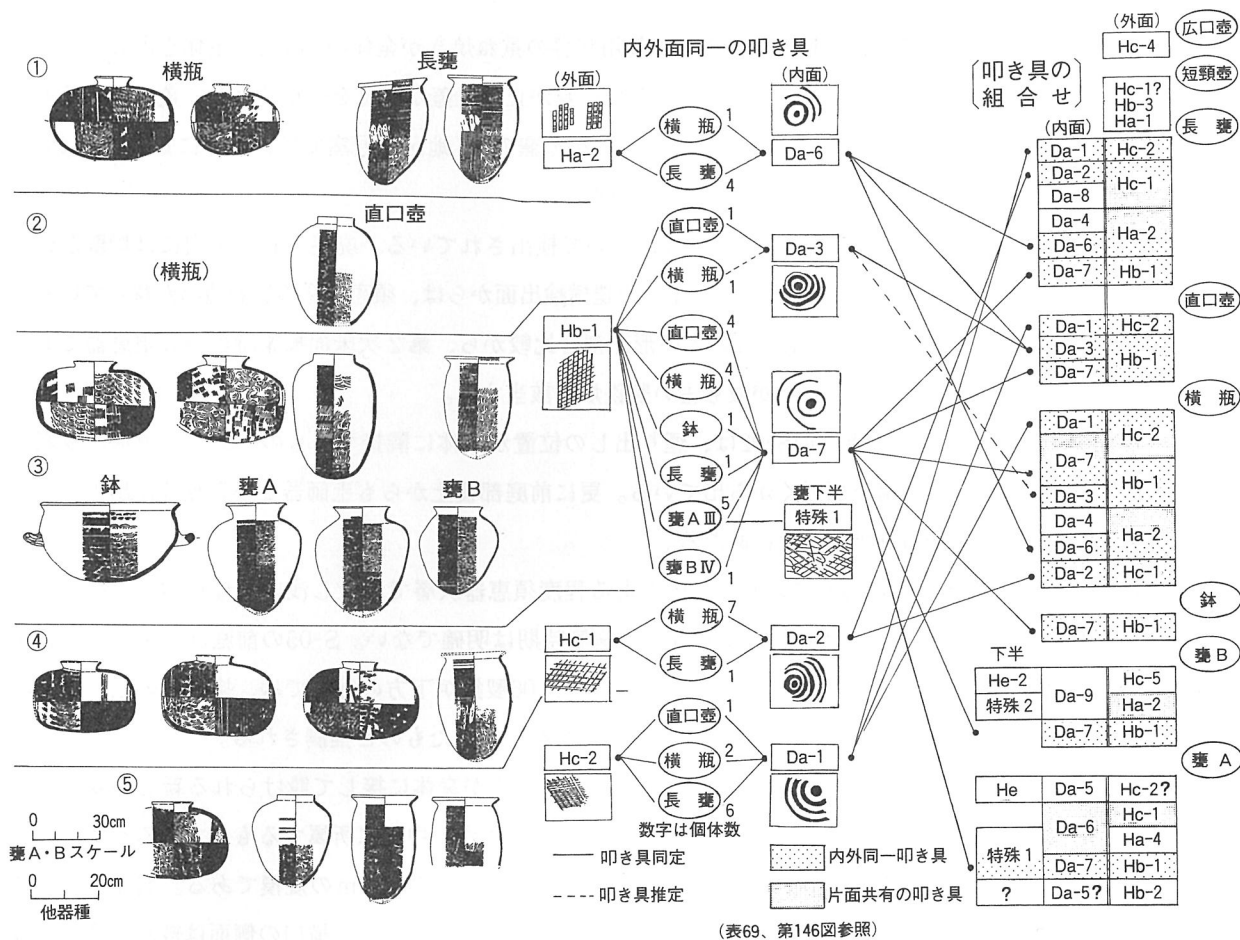 ①
横瓶
長甕
②
直口壺
(横瓶)
③
鉢
甕A
甕B
④
⑤
0 30cm
甕A・Bスケール
0 20cm
他器種
内外面同一の叩き具
(外面)
(内面)
Ha-2
横瓶 1
長甕 4
Da-6
Hb-1
直口壺 1
横瓶 1
Da-3
直口壺 4
横瓶 4
鉢 1
長甕 1
甕AⅢ 5
甕BⅣ 1
Da-7
甕下半
特殊1
Hc-1
横瓶 7
長甕 1
Da-2
Hc-2
直口壺 1
横瓶 2
長甕 6
Da-1
数字は個体数
叩き具同定
叩き具推定
内外同一叩き具
片面共有の叩き具
(表69、第146図参照)
〔叩き具の組合せ〕
(外面)
広口壺
Hc-4
短頸壺
Hc-1?
Hb-3
Ha-1
(内面)
長甕
Da-1 Hc-2
Da-2 Hc-1
Da-8
Da-4 Ha-2
Da-6
Da-7 Hb-1
直口壺
Da-1 Hc-2
Da-3 Hb-1
Da-7
横瓶
Da-1 Hc-2
Da-7 Hb-1
Da-3
Da-4 Ha-2
Da-6
Da-2 Hc-1
鉢
Da-7 Hb-1
甕B
下半
He-2 Da-9 Hc-5
特殊2 Ha-2
Da-7 Hb-1
甕A
He Da-5 Hc-2?
Da-6 Hc-1
Ha-4
特殊1 Da-7 Hb-1
? Da-5? Hb-2